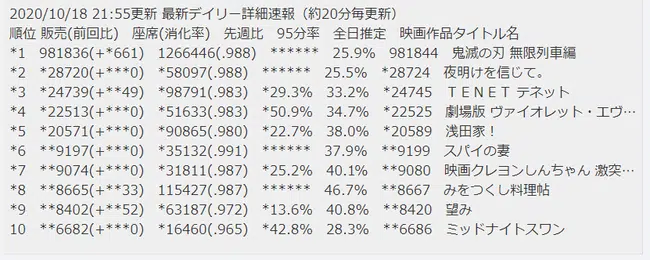 2020/10/18 21:55更新 最新デイリー詳細速報（約20分毎更新）
順位 販売(前回比) 座席(消化率) 先週比 95分率 全日推定 映画作品タイトル名
*1 981836(+*661) 1266446(.988) ****** 25.9% 981844 鬼滅の刃 無限列車編
*2 *28720(+***0) *58097(.988) ****** 25.5% *28724 夜明けを信じて。
*3 *24739(+**49) *98791(.983) *29.3% 33.2% *24745 ＴＥＮＥＴ テネット
*4 *22513(+***0) *51633(.983) *50.9% 34.7% *22525 劇場版 ヴァイオレット・エヴ…
*5 *20571(+***0) *90865(.980) *22.7% 38.0% *20589 浅田家！
*6 **9197(+***0) *35132(.991) ****** 37.9% **9199 スパイの妻
*7 **9074(+***0) *31811(.987) *25.2% 40.1% **9080 映画クレヨンしんちゃん 激突…
*8 **8665(+**33) 115427(.987) ****** 46.7% **8667 みをつくし料理帖
*9 **8402(+**52) *63187(.972) *13.6% 40.8% **8420 望み
10 **6682(+***0) *16460(.965) *42.8% 28.3% **6686 ミッドナイトスワン